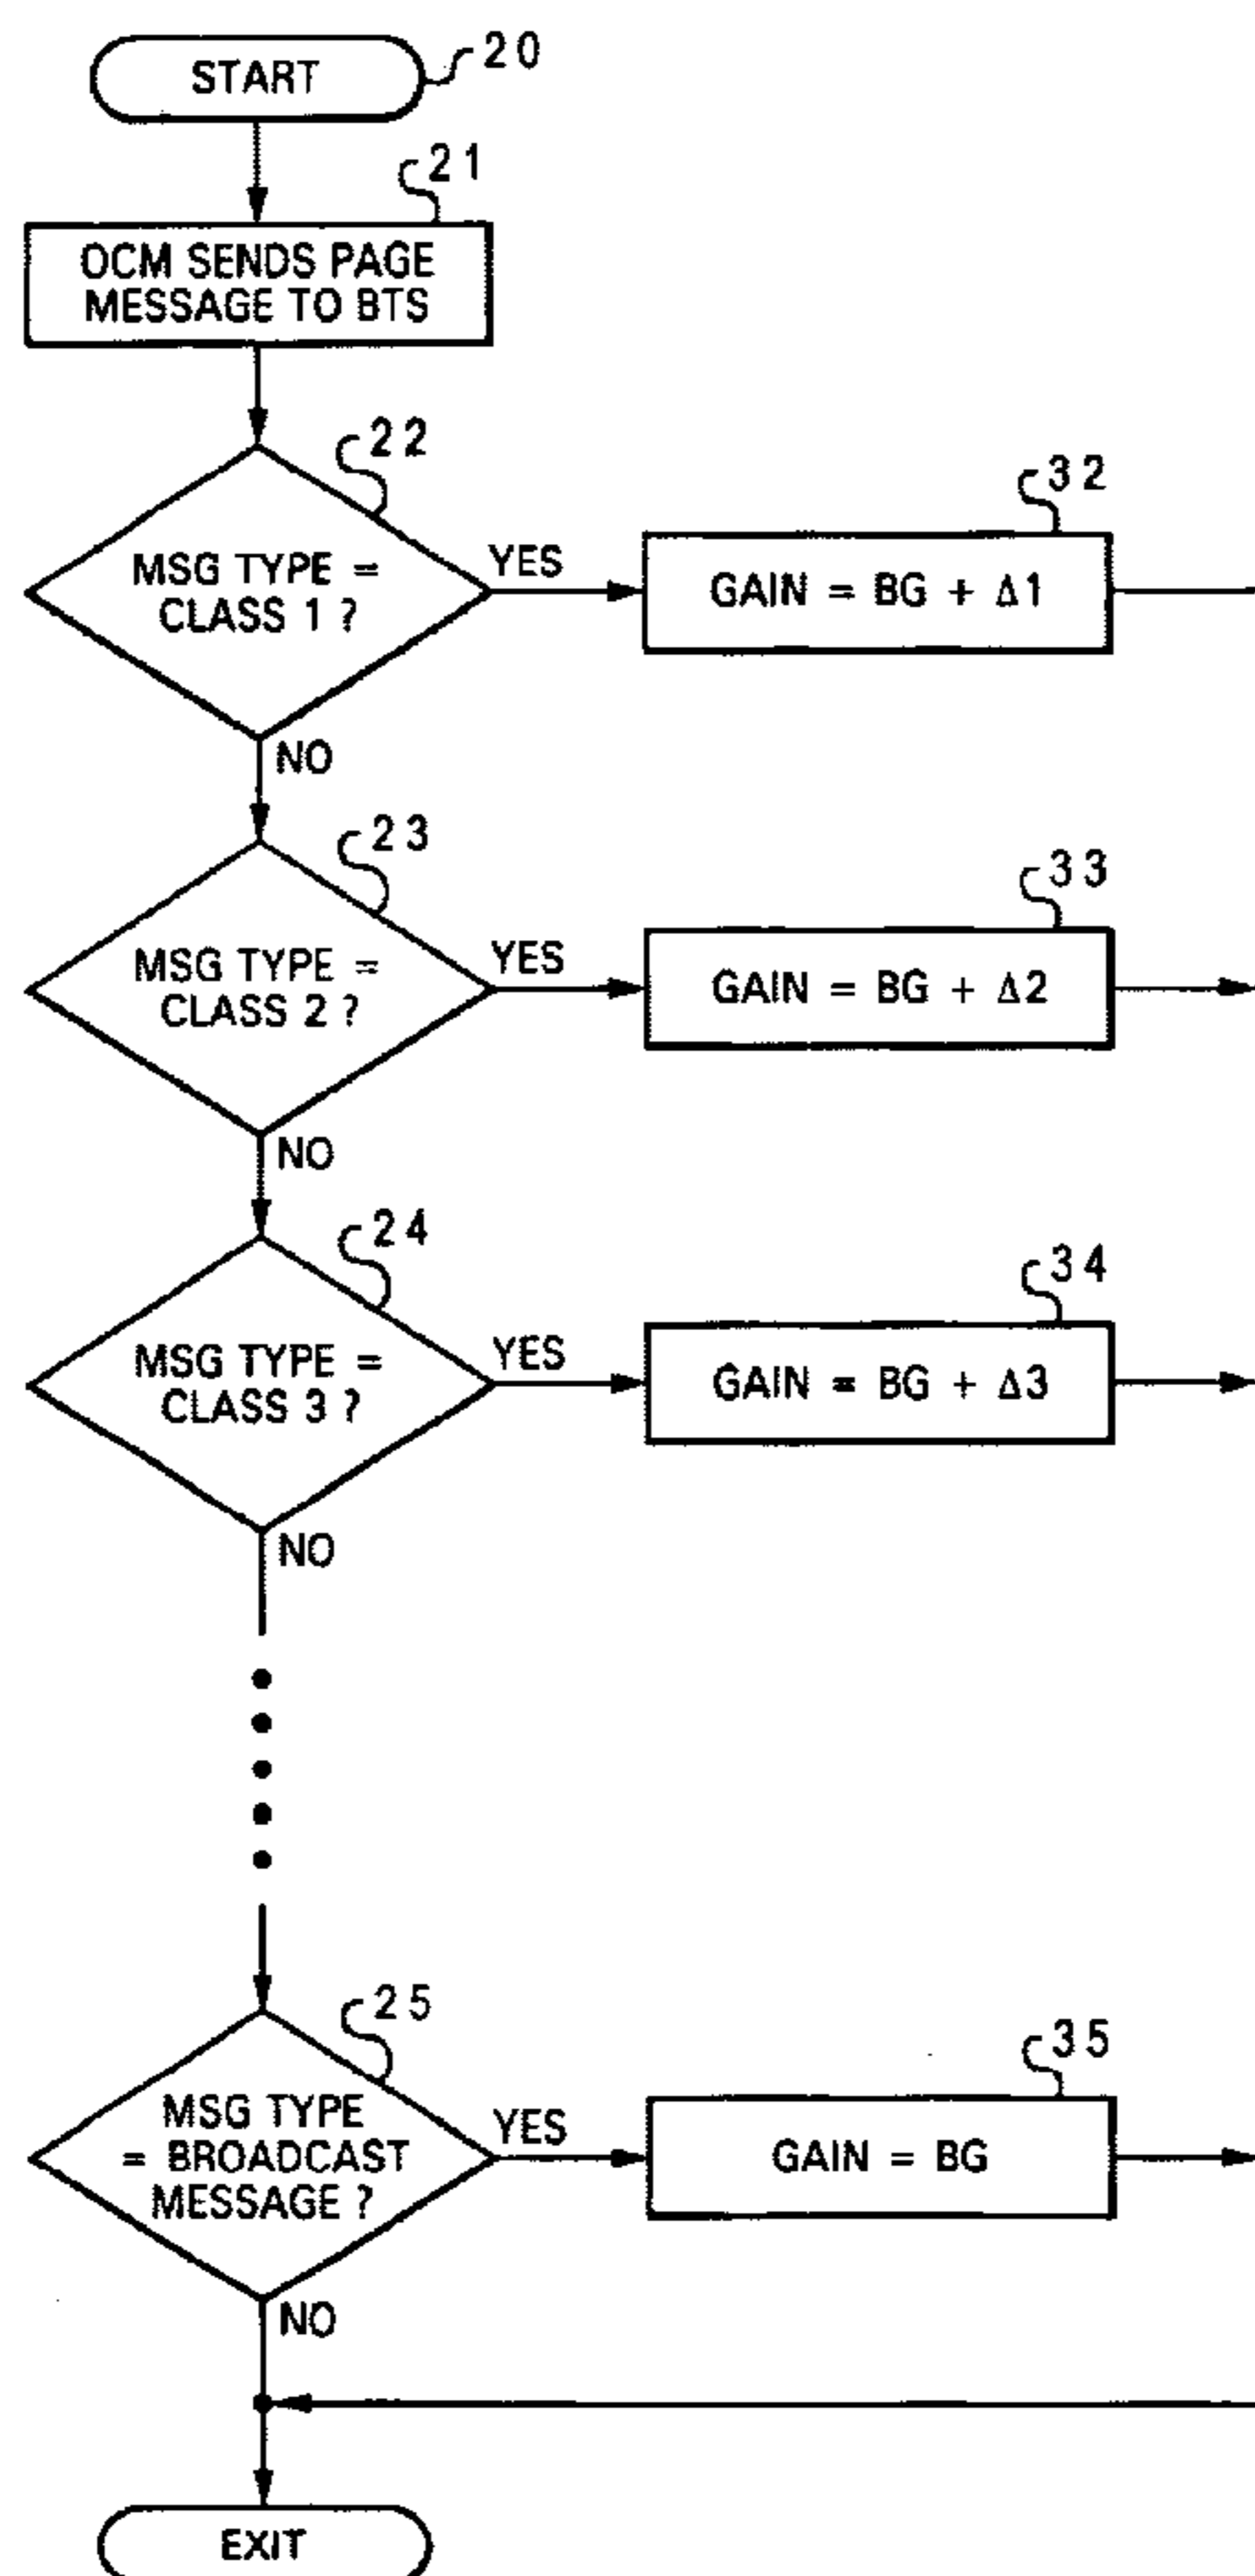 START
20
21
OCM SENDS PAGE
MESSAGE TO BTS
22
MSG TYPE =
CLASS 1 ?
YES
32
GAIN = BG + Δ1
NO
23
MSG TYPE =
CLASS 2 ?
YES
33
GAIN = BG + Δ2
NO
24
MSG TYPE =
CLASS 3 ?
YES
34
GAIN = BG + Δ3
NO
25
MSG TYPE
= BROADCAST
MESSAGE ?
YES
35
GAIN = BG
NO
EXIT